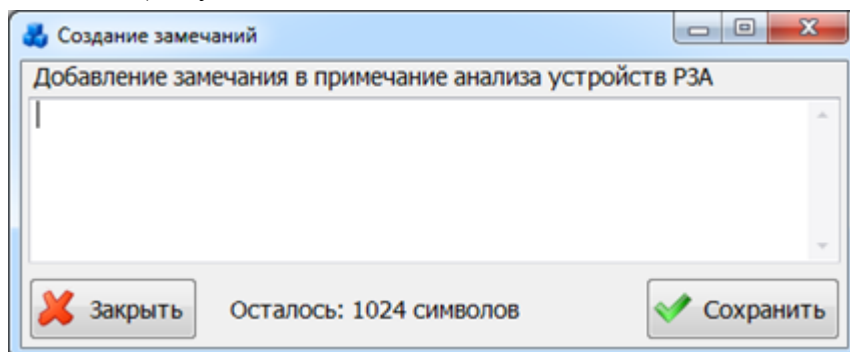 Создание замечаний
Добавление замечания в примечание анализа устройств РЗА
Закрыть
Осталось: 1024 символов
Сохранить